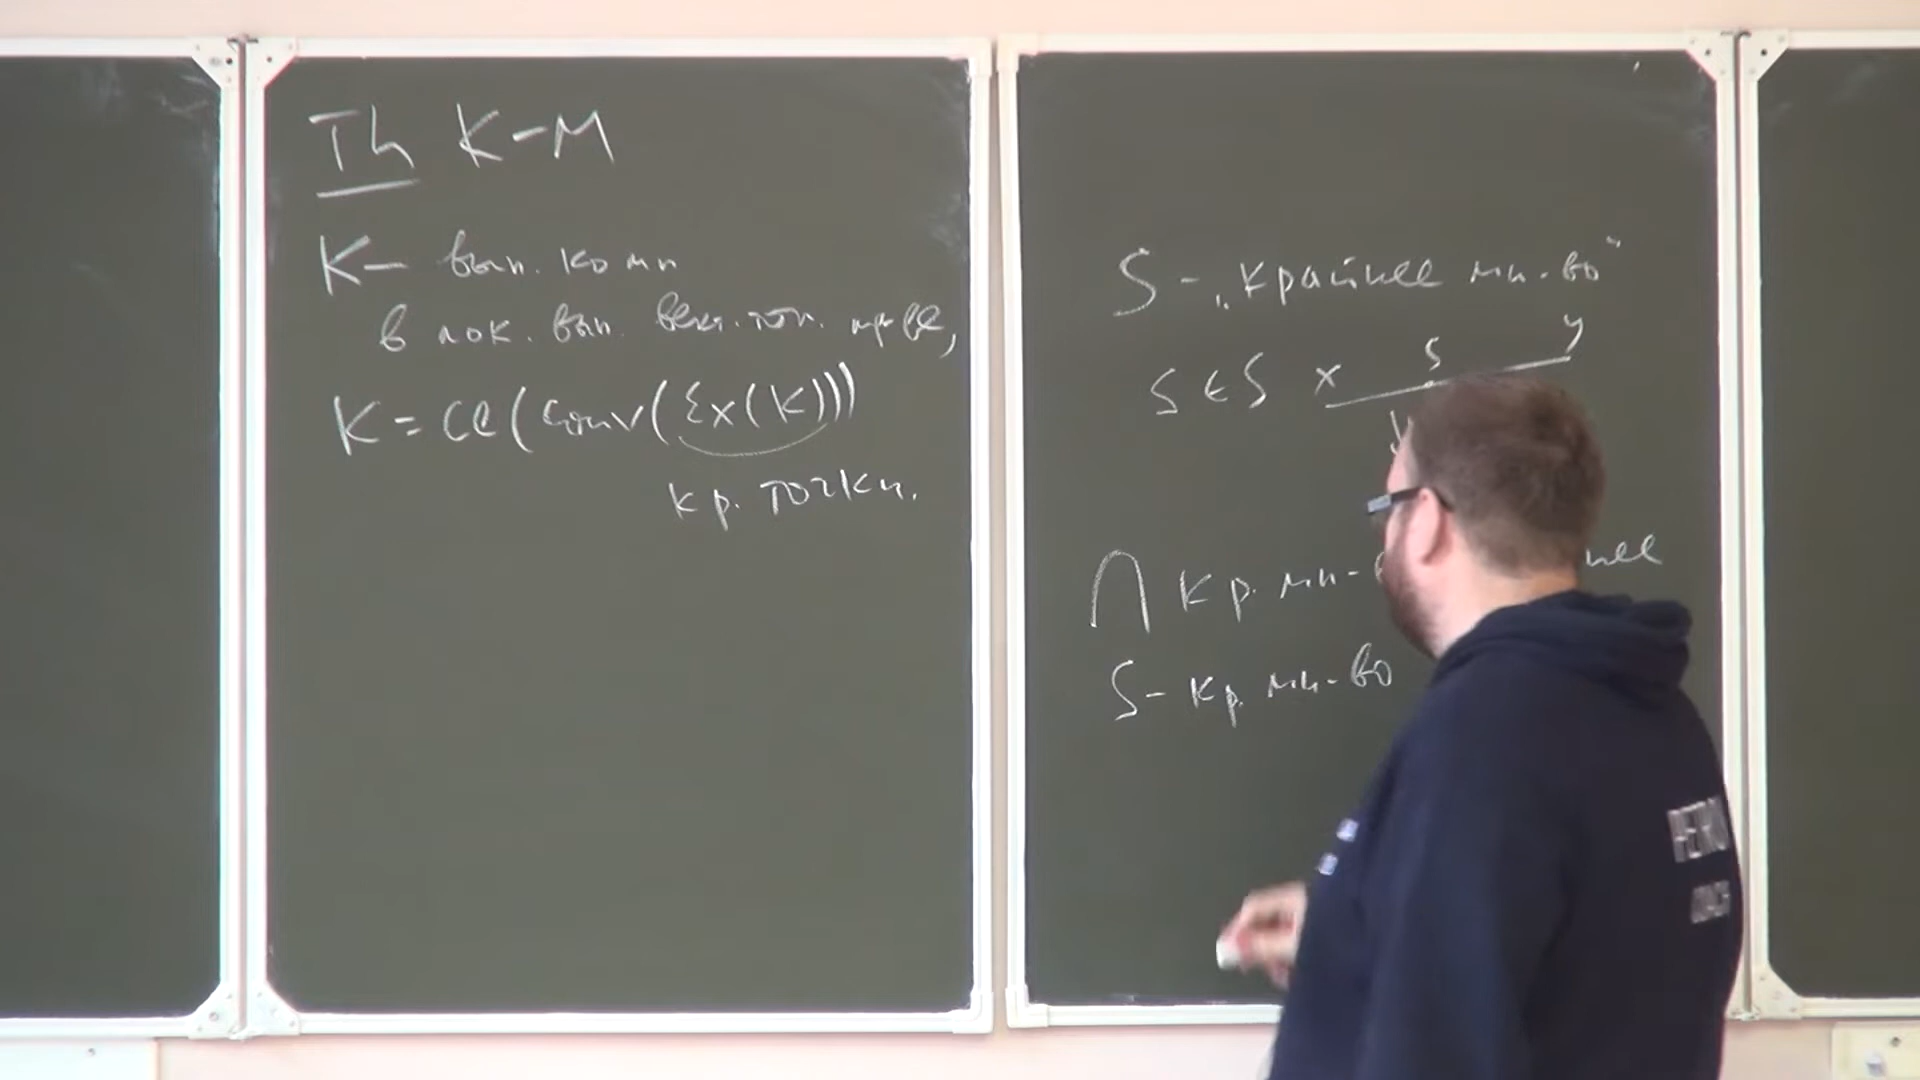 Th K-M
K - вып. комп
в лок. вып. вект. топ. пр-ве,
K = Cl(Conv(Ex(K)))
кр. точки.
S - „крайнее мн-во"
s ∈ S x s y
⋂ кр. мн-
S - кр. мн-во
COACH